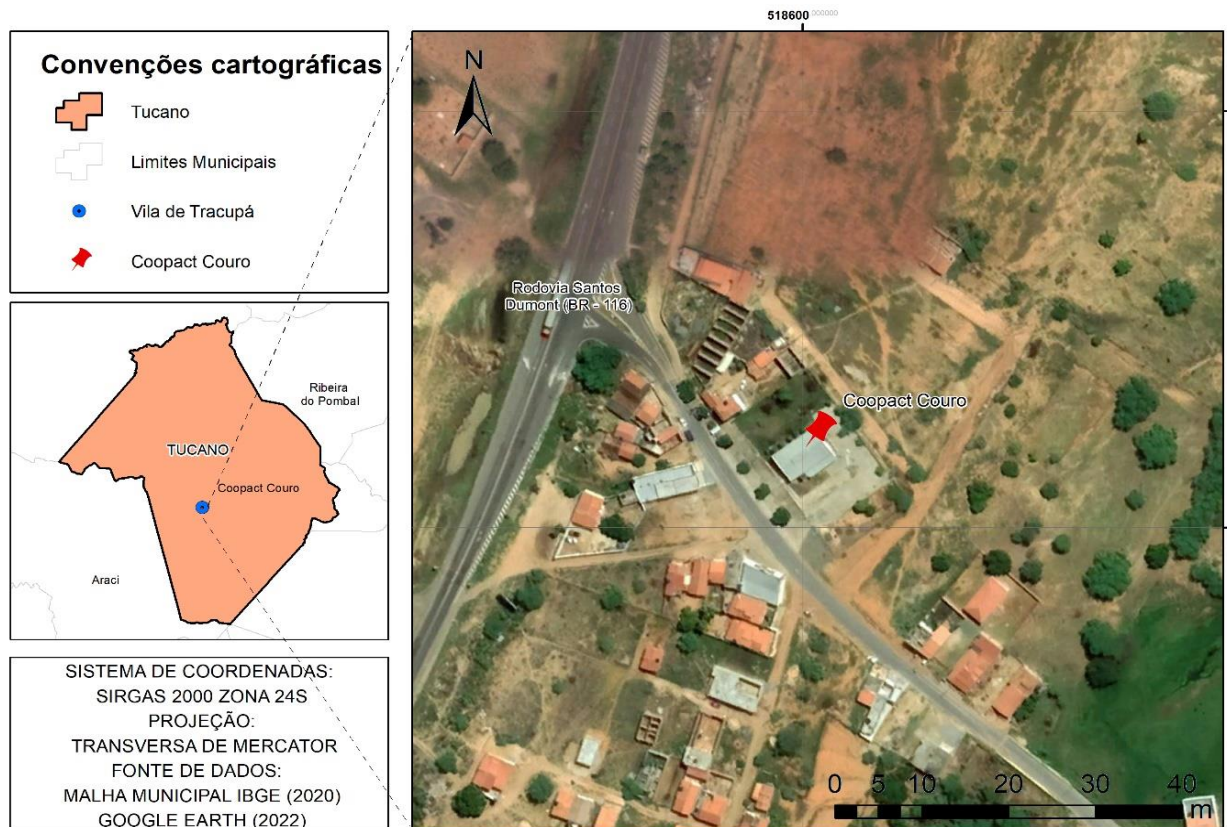 518600 000000
Convenções cartográficas
Tucano
Limites Municipais
Vila de Tracupá
Coopact Couro
N
Rodovia Santos
Dumont (BR - 116)
Coopact Couro
Ribeira
do Pombal
TUCANO
Coopact Couro
Araci
SISTEMA DE COORDENADAS:
SIRGAS 2000 ZONA 24S
PROJEÇÃO:
TRANSVERSA DE MERCATOR
FONTE DE DADOS:
MALHA MUNICIPAL IBGE (2020)
GOOGLE EARTH (2022)
0 5 10 20 30 40
m